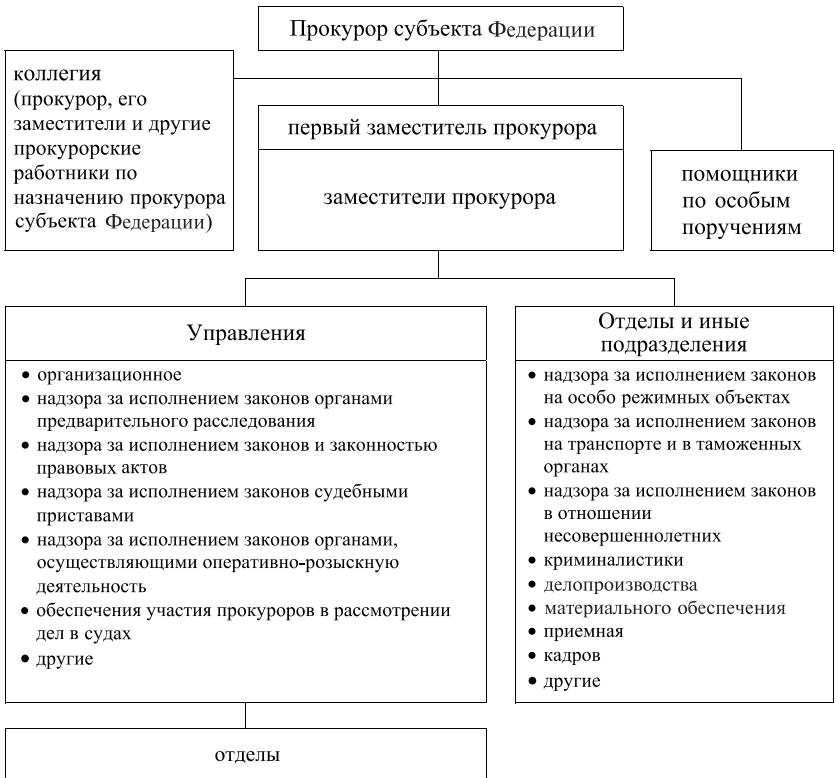 Прокурор субъекта Федерации
коллегия
(прокурор, его
заместители и другие
прокурорские
работники по
назначению прокурора
субъекта Федерации)
первый заместитель прокурора
заместители прокурора
помощники
по особым
поручениям
Управления
• организационное
• надзора за исполнением законов органами
предварительного расследования
• надзора за исполнением законов и законностью
правовых актов
• надзора за исполнением законов судебными
приставами
• надзора за исполнением законов органами,
осуществляющими оперативно-розыскную
деятельность
• обеспечения участия прокуроров в рассмотрении
дел в судах
• другие
Отделы и иные
подразделения
• надзора за исполнением законов
на особо режимных объектах
• надзора за исполнением законов
на транспорте и в таможенных
органах
• надзора за исполнением законов
в отношении
несовершеннолетних
• криминалистики
• делопроизводства
• материального обеспечения
• приемная
• кадров
• другие
отделы